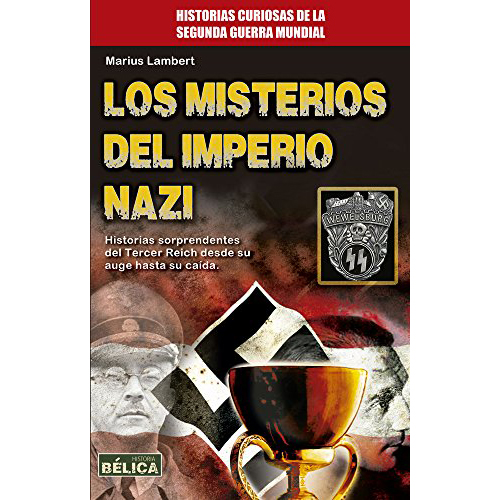 HISTORIAS CURIOSAS DE LA
SEGUNDA GUERRA MUNDIAL
Marius Lambert
LOS MISTERIOS
DEL IMPERIO
NAZI
WEWELSBURG
Historias sorprendentes
del Tercer Reich desde su
auge hasta su caída.
HISTORIA
BÉLICA